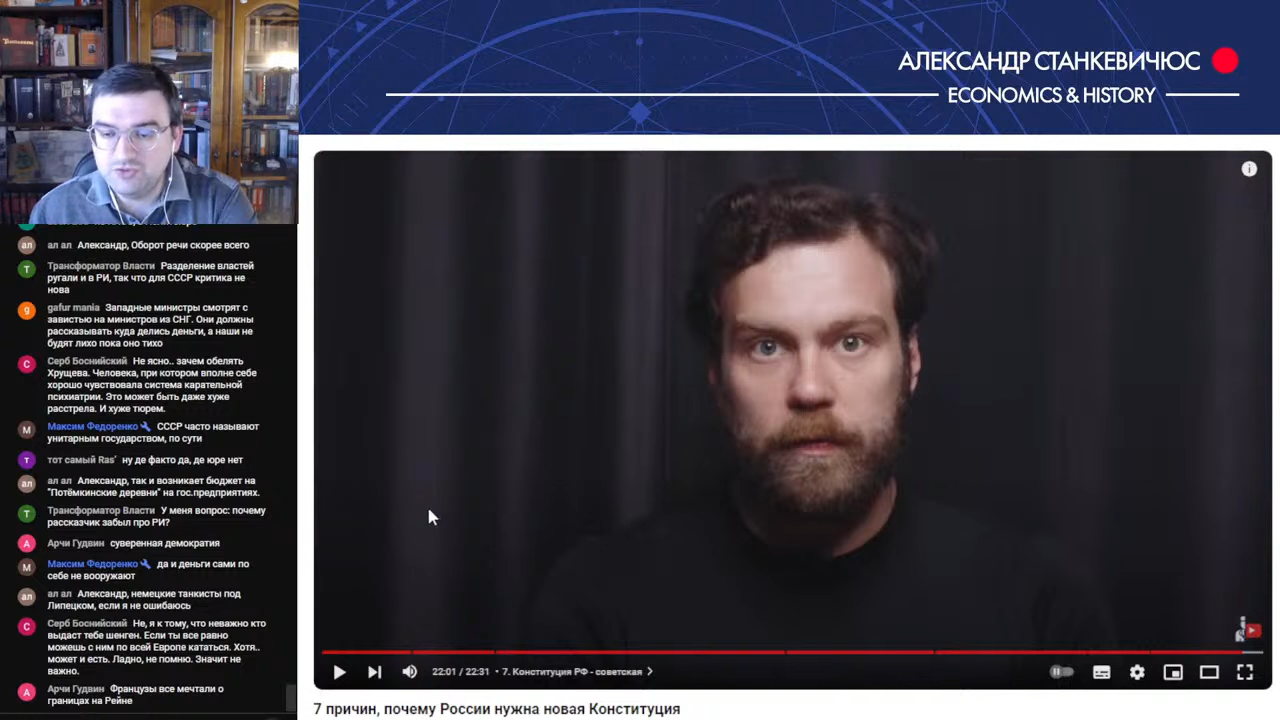 АЛЕКСАНДР СТАНКЕВИЧЮС
ECONOMICS & HISTORY
ал ал Александр, Оборот речи скорее всего
Т Трансформатор Власти Разделение властей
ругали и в РИ, так что для СССР критика не
нова
g gafur mania Западные министры смотрят с
завистью на министров из СНГ. Они должны
рассказывать куда делись деньги, а наши не
будят лихо пока оно тихо
С Серб Боснийский Не ясно.. зачем обелять
Хрущева. Человека, при котором вполне себе
хорошо чувствовала система карательной
психиатрии. Это может быть даже хуже
расстрела. И хуже тюрем.
М Максим Федоренко СССР часто называют
унитарным государством, по сути
т тот самый Ras' ну де факто да, де юре нет
ал ал ал Александр, так и возникает бюджет на
"Потёмкинские деревни" на гос.предприятиях.
Т Трансформатор Власти У меня вопрос: почему
рассказчик забыл про РИ?
А Арчи Гудвин суверенная демократия
М Максим Федоренко да и деньги сами по
себе не вооружают
ал ал ал Александр, немецкие танкисты под
Липецком, если я не ошибаюсь
С Серб Боснийский Не, я к тому, что неважно кто
выдаст тебе шенген. Если ты все равно
можешь с ним по всей Европе кататься. Хотя..
может и есть. Ладно, не помню. Значит не
важно.
А Арчи Гудвин Французы все мечтали о
границах на Рейне
22:01 / 22:31 • 7. Конституция РФ - советская
7 причин, почему России нужна новая Конституция